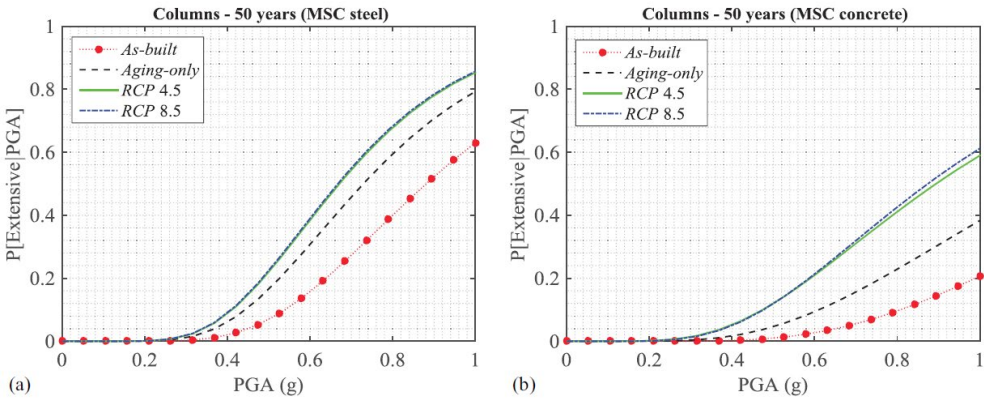 Columns - 50 years (MSC steel)
1
0.8
0.6
0.4
0.2
0
P[Extensive|PGA]
As-built
Aging-only
RCP 4.5
RCP 8.5
0 0.2 0.4 0.6 0.8 1
PGA (g)
(a)
Columns - 50 years (MSC concrete)
1
0.8
0.6
0.4
0.2
0
P[Extensive|PGA]
As-built
Aging-only
RCP 4.5
RCP 8.5
0 0.2 0.4 0.6 0.8 1
PGA (g)
(b)